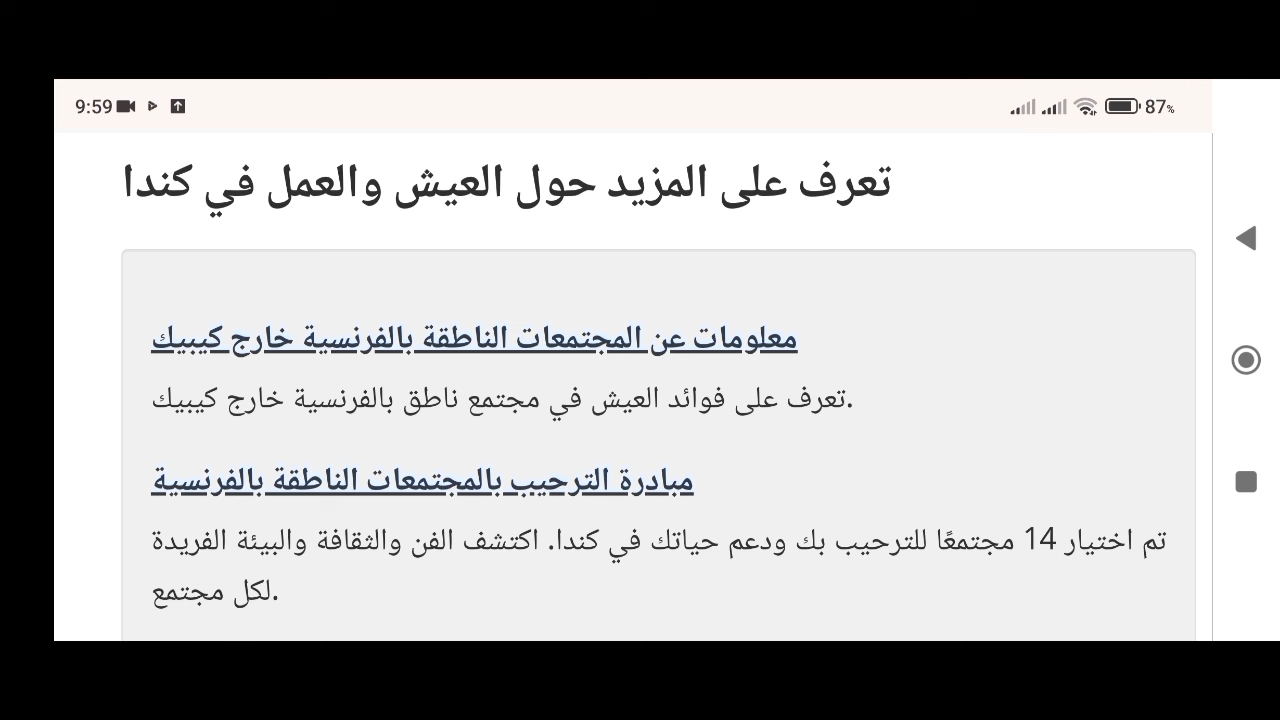 9:59
87%
تعرف على المزيد حول العيش والعمل في كندا
معلومات عن المجتمعات الناطقة بالفرنسية خارج كيبيك
تعرف على فوائد العيش في مجتمع ناطق بالفرنسية خارج كيبيك.
مبادرة الترحيب بالمجتمعات الناطقة بالفرنسية
تم اختيار 14 مجتمعًا للترحيب بك ودعم حياتك في كندا. اكتشف الفن والثقافة والبيئة الفريدة
لكل مجتمع.